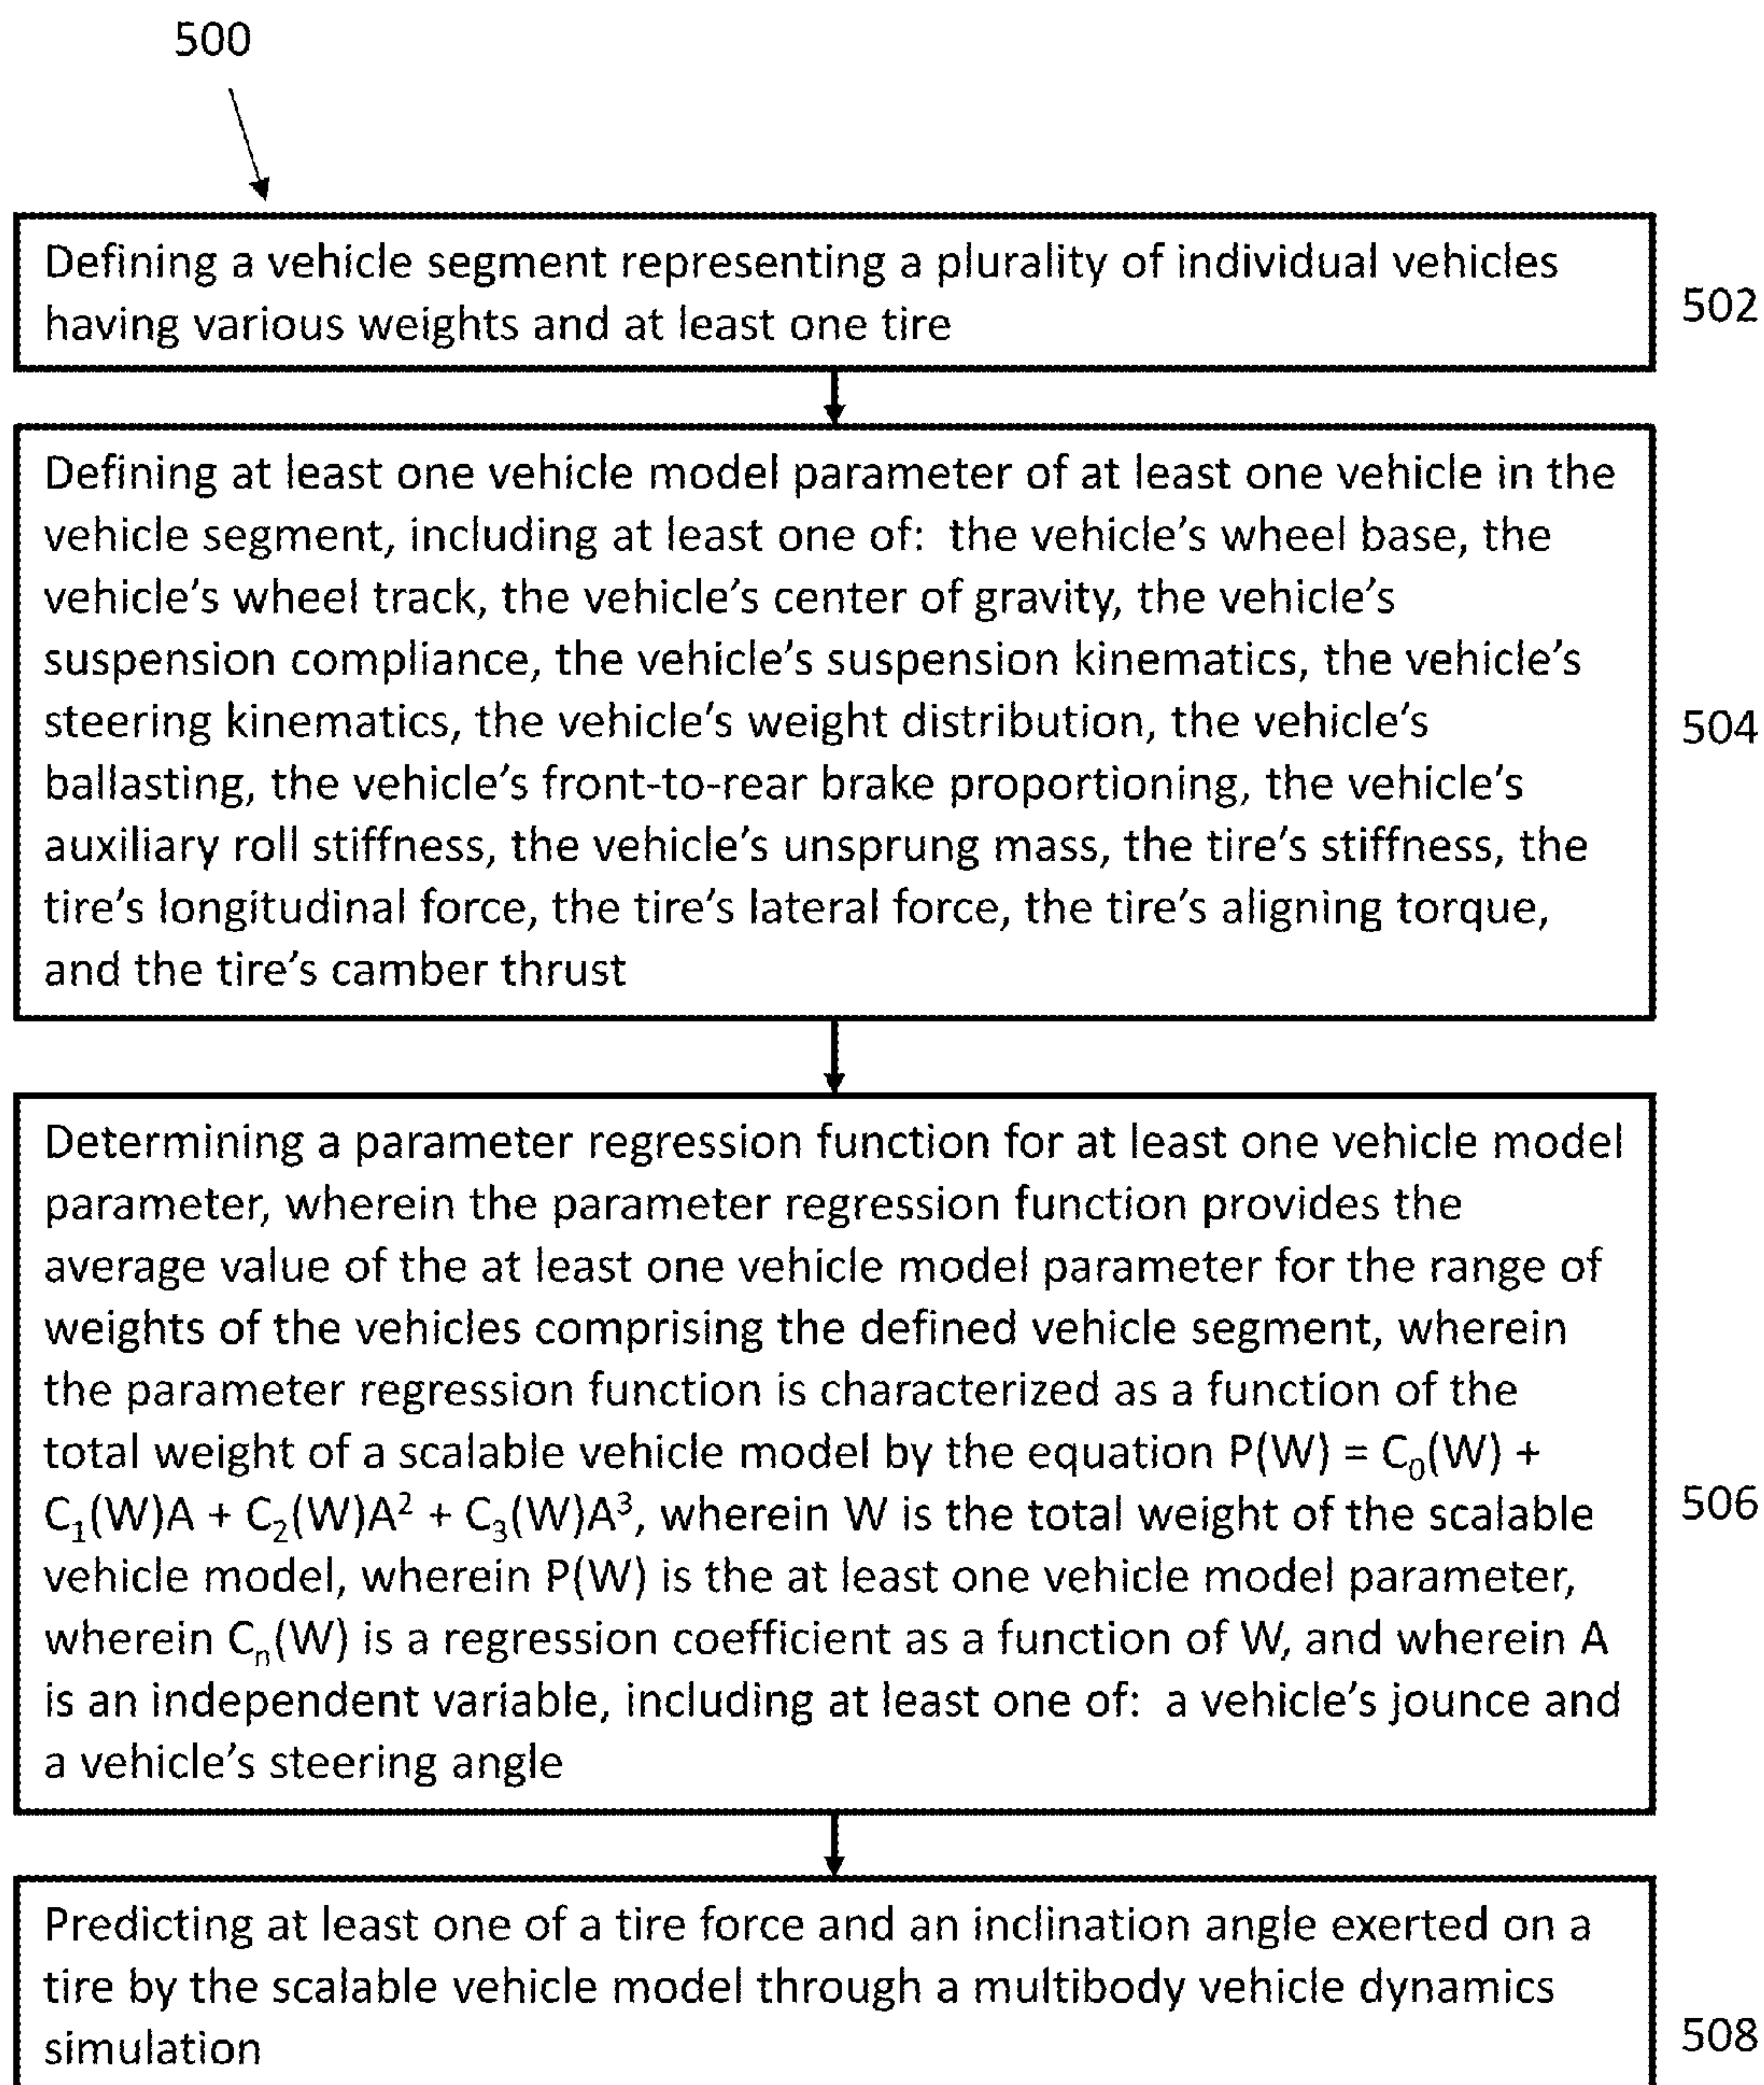 500
Defining a vehicle segment representing a plurality of individual vehicles
having various weights and at least one tire
502
Defining at least one vehicle model parameter of at least one vehicle in the
vehicle segment, including at least one of:  the vehicle’s wheel base, the
vehicle’s wheel track, the vehicle’s center of gravity, the vehicle’s
suspension compliance, the vehicle’s suspension kinematics, the vehicle’s
steering kinematics, the vehicle’s weight distribution, the vehicle’s
ballasting, the vehicle’s front-to-rear brake proportioning, the vehicle’s
auxiliary roll stiffness, the vehicle’s unsprung mass, the tire’s stiffness, the
tire’s longitudinal force, the tire’s lateral force, the tire’s aligning torque,
and the tire’s camber thrust
504
Determining a parameter regression function for at least one vehicle model
parameter, wherein the parameter regression function provides the
average value of the at least one vehicle model parameter for the range of
weights of the vehicles comprising the defined vehicle segment, wherein
the parameter regression function is characterized as a function of the
total weight of a scalable vehicle model by the equation P(W) = C₀(W) +
C₁(W)A + C₂(W)A² + C₃(W)A³, wherein W is the total weight of the scalable
vehicle model, wherein P(W) is the at least one vehicle model parameter,
wherein Cₙ(W) is a regression coefficient as a function of W, and wherein A
is an independent variable, including at least one of:  a vehicle’s jounce and
a vehicle’s steering angle
506
Predicting at least one of a tire force and an inclination angle exerted on a
tire by the scalable vehicle model through a multibody vehicle dynamics
simulation
508